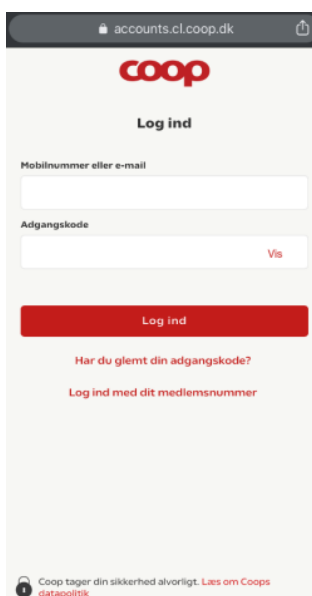 accounts.cl.coop.dk
coop
Log ind
Mobilnummer eller e-mail
Adgangskode
Vis
Log ind
Har du glemt din adgangskode?
Log ind med dit medlemsnummer
Coop tager din sikkerhed alvorligt. Læs om Coops
datapolitik